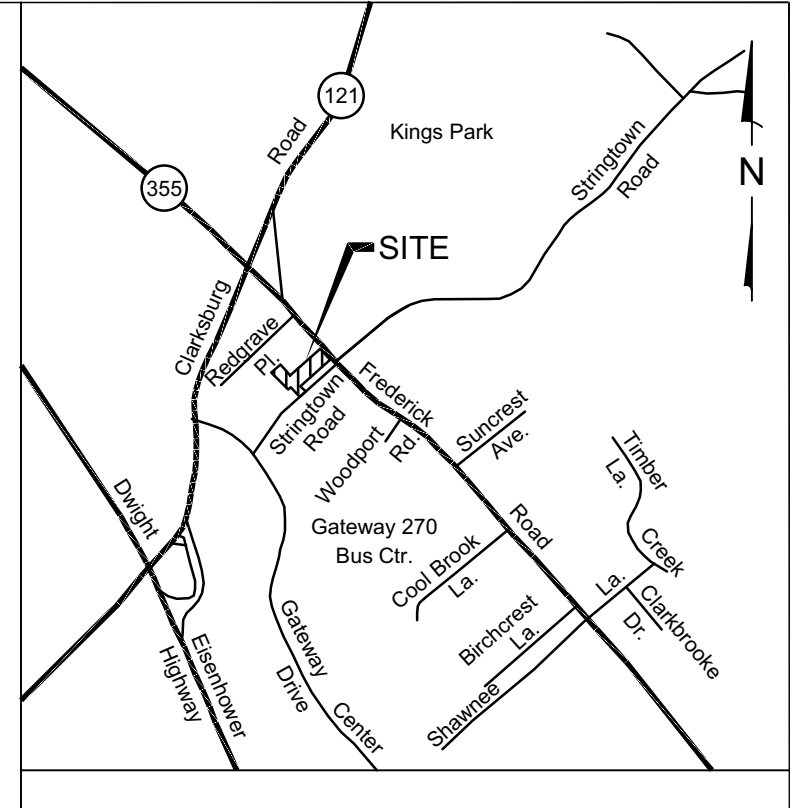 121
Road
Kings Park
Stringtown
Road
N
355
SITE
Clarksburg
Redgrave
Pl.
Frederick
Stringtown
Road
Woodport
Rd.
Suncrest
Ave.
Timber
La.
Dwight
Gateway 270
Bus Ctr.
Road
Cool Brook
La.
Creek
La.
Clarkbrooke
Dr.
Birchcrest
La.
Gateway
Drive
Center
Eisenhower
Highway
Shawnee